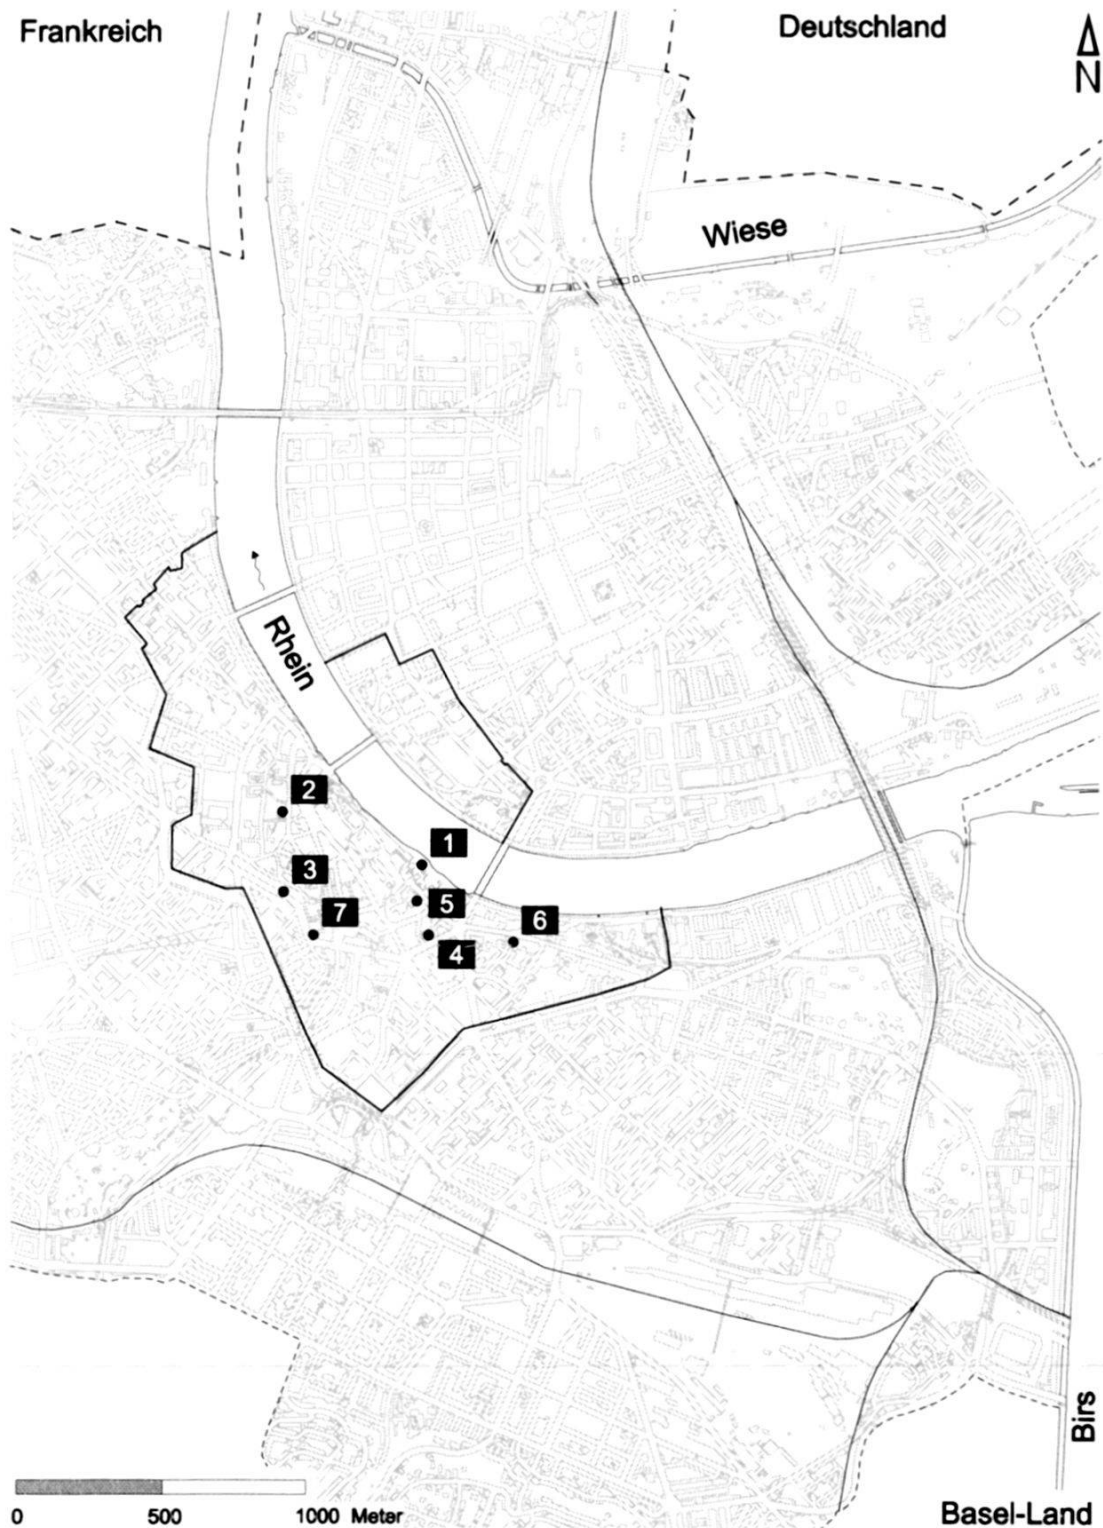 Frankreich
Deutschland
N
Wiese
Rhein
2
1
3
5
7
6
4
Birs
0 500 1000 Meter
Basel-Land